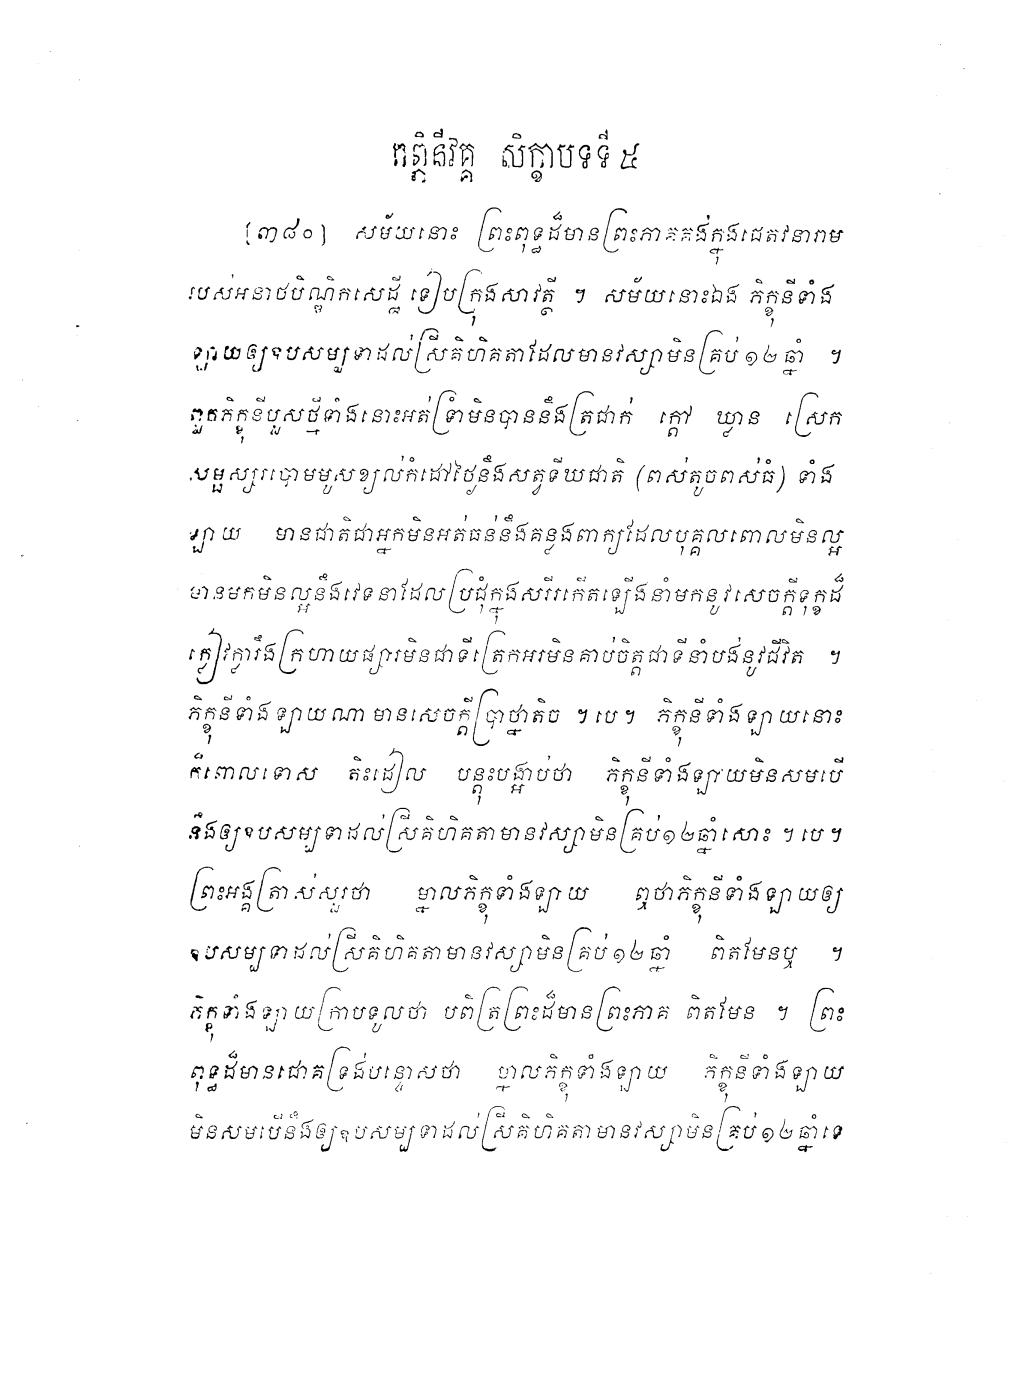 គព្ភិនីវគ្គ សិក្ខាបទទី ៥
[៣៨០] សម័យនោះ ព្រះពុទ្ធដ៏មានព្រះភាគគង់ក្នុងជេតវនារាម
របស់អនាថបិណ្ឌិកសេដ្ឋី ទៀបក្រុងសាវត្ថី ។ សម័យនោះឯង ភិក្ខុនីទាំង
ឡាយឲ្យឧបសម្បទាដល់ស្រីគិហិគតាដែលមានវស្សាមិនគ្រប់ ១២ ឆ្នាំ ។
ពួកភិក្ខុនីបួសថ្មីទាំងនោះអត់ទ្រាំមិនបាននឹងត្រជាក់ ក្តៅ ឃ្លាន ស្រេក
សម្ផស្សរបោមមូសខ្យល់កំដៅថ្ងៃនឹងសត្វទីឃជាតិ (ពស់តូចពស់ធំ) ទាំង
ឡាយ មានជាតិជាអ្នកមិនអត់ធន់នឹងគន្លងពាក្យដែលបុគ្គលពោលមិនល្អ
មានមកមិនល្អនឹងវេទនាដែលប្រជុំក្នុងសរីរកើតឡើងនាំមកនូវសេចក្តីទុក្ខដ៏
ក្លៀវក្លារឹងក្រហាយផ្សារមិនជាទីត្រេកអរមិនគាប់ចិត្តជាទីនាំបង់នូវជីវិត ។
ភិក្ខុនីទាំងឡាយណា មានសេចក្តីប្រាថ្នាតិច ។ បេ ។ ភិក្ខុនីទាំងឡាយនោះ
ក៏ពោលទោស តិះដៀល បន្តុះបង្អាប់ថា ភិក្ខុនីទាំងឡាយមិនសមបើ
នឹងឲ្យឧបសម្បទាដល់ស្រីគិហិគតាមានវស្សាមិនគ្រប់១២ឆ្នាំសោះ ។ បេ ។
ព្រះអង្គត្រាស់សួរថា ម្នាលភិក្ខុទាំងឡាយ ឮថាភិក្ខុនីទាំងឡាយឲ្យ
ឧបសម្បទាដល់ស្រីគិហិគតាមានវស្សាមិនគ្រប់១២ឆ្នាំ ពិតមែនឬ ។
ភិក្ខុទាំងឡាយក្រាបទូលថា បពិត្រព្រះដ៏មានព្រះភាគ ពិតមែន ។ ព្រះ
ពុទ្ធដ៏មានជោគទ្រង់បន្ទោសថា ម្នាលភិក្ខុទាំងឡាយ ភិក្ខុនីទាំងឡាយ
មិនសមបើនឹងឲ្យឧបសម្បទាដល់ស្រីគិហិគតាមានវស្សាមិនគ្រប់១២ឆ្នាំទេ